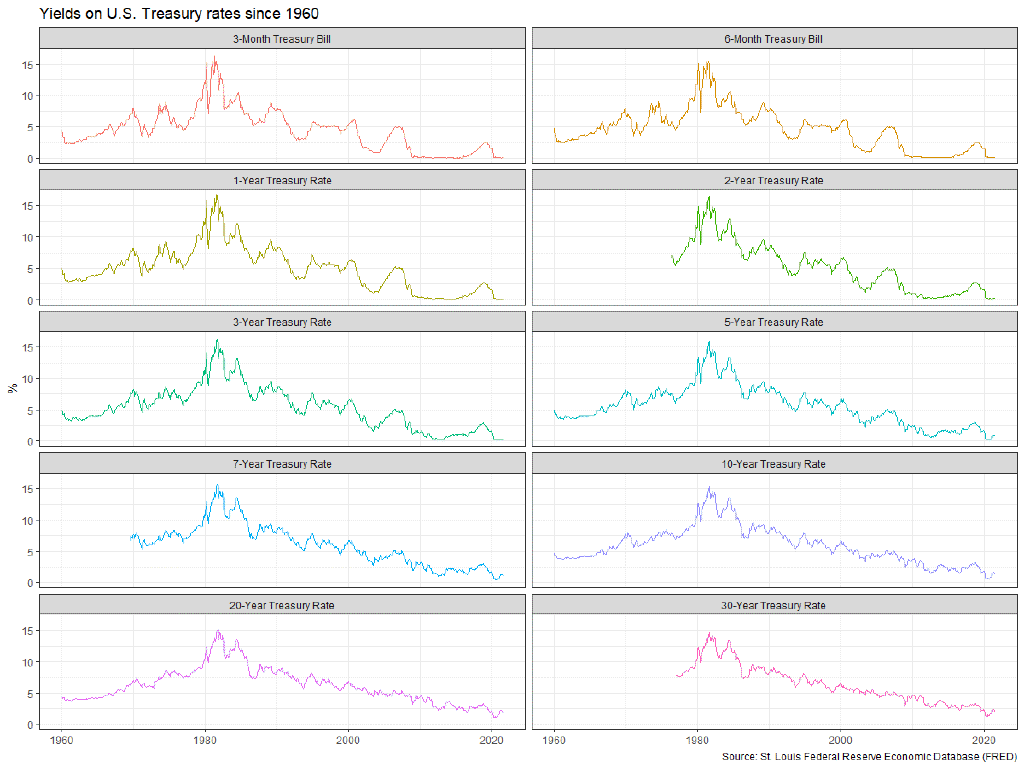 Yields on U.S. Treasury rates since 1960
3-Month Treasury Bill
6-Month Treasury Bill
15
10
5
0
1-Year Treasury Rate
2-Year Treasury Rate
15
10
5
0
3-Year Treasury Rate
5-Year Treasury Rate
15
10
5
0
%
7-Year Treasury Rate
10-Year Treasury Rate
15
10
5
0
20-Year Treasury Rate
30-Year Treasury Rate
15
10
5
0
1960 1980 2000 2020 1960 1980 2000 2020
Source: St. Louis Federal Reserve Economic Database (FRED)